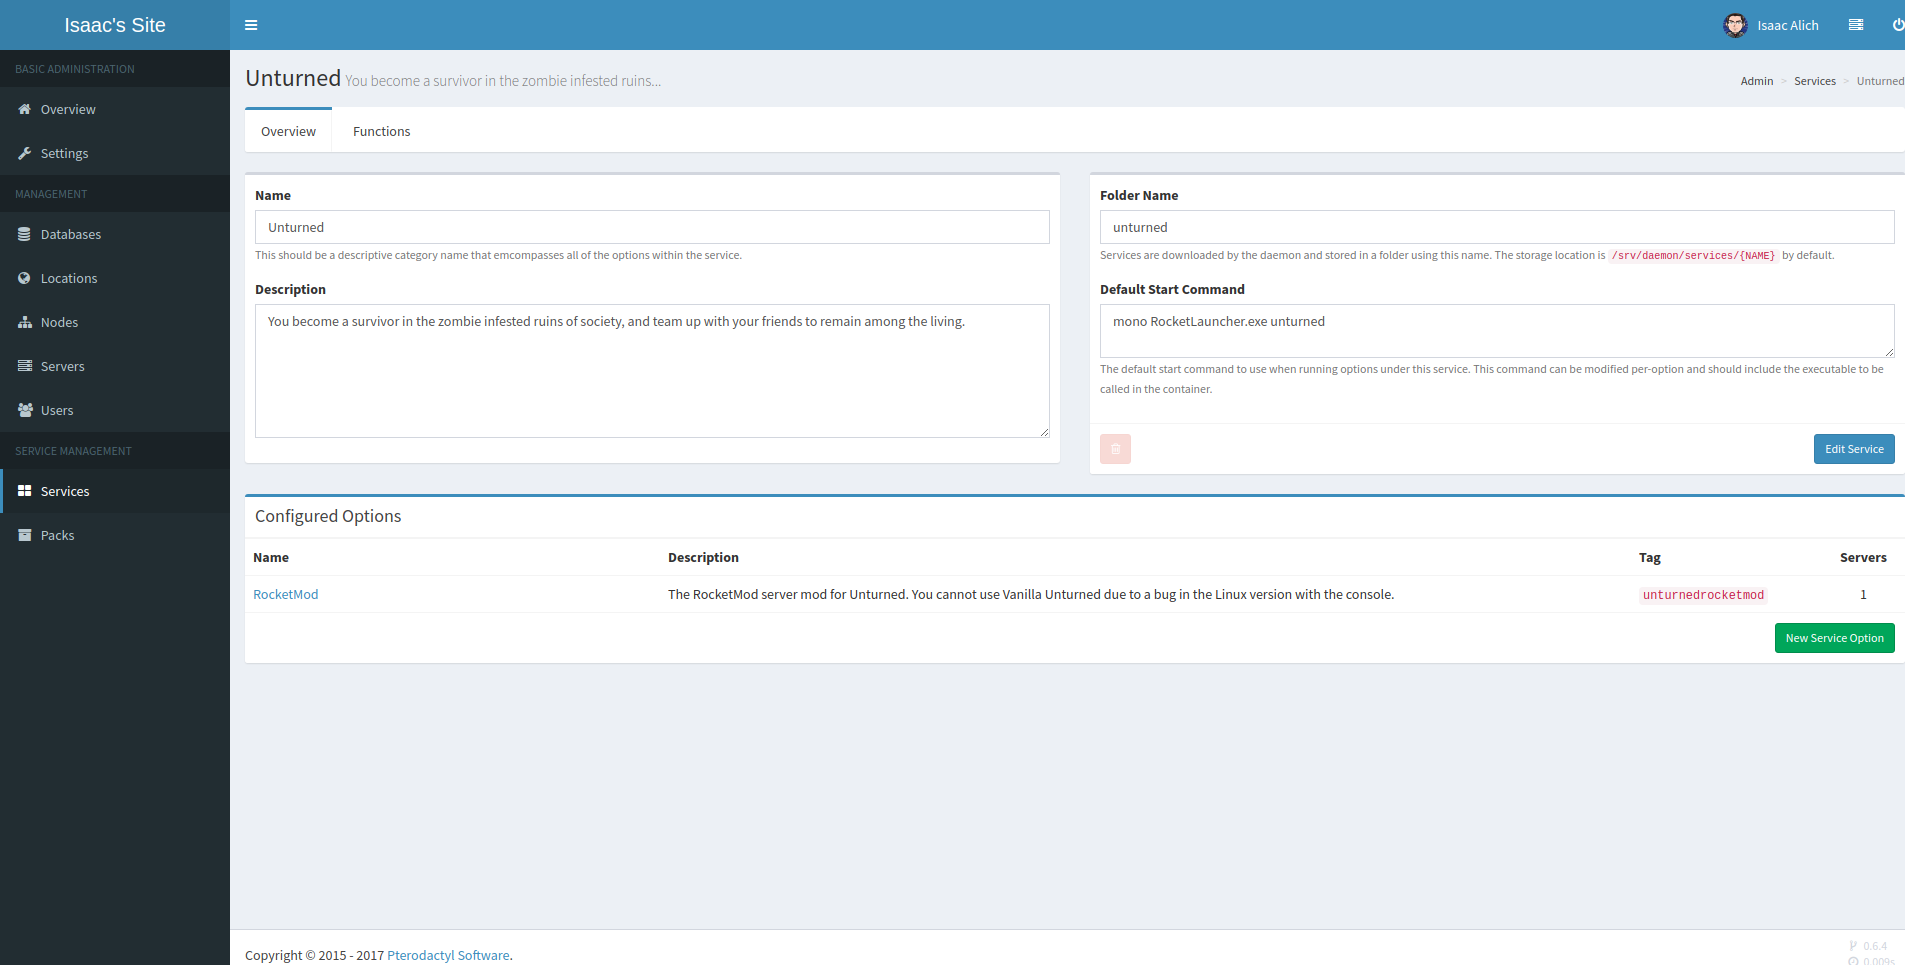 Isaac's Site
Isaac Alich
BASIC ADMINISTRATION
Overview
Settings
MANAGEMENT
Databases
Locations
Nodes
Servers
Users
SERVICE MANAGEMENT
Services
Packs
Unturned You become a survivor in the zombie infested ruins...
Admin > Services > Unturned
Overview Functions
Name
Unturned
This should be a descriptive category name that emcompasses all of the options within the service.
Description
You become a survivor in the zombie infested ruins of society, and team up with your friends to remain among the living.
Folder Name
unturned
Services are downloaded by the daemon and stored in a folder using this name. The storage location is /srv/daemon/services/{NAME} by default.
Default Start Command
mono RocketLauncher.exe unturned
The default start command to use when running options under this service. This command can be modified per-option and should include the executable to be
called in the container.
Edit Service
Configured Options
Name Description Tag Servers
RocketMod The RocketMod server mod for Unturned. You cannot use Vanilla Unturned due to a bug in the Linux version with the console. unturnedrocketmod 1
New Service Option
Copyright © 2015 - 2017 Pterodactyl Software.
0.6.4
0.009s